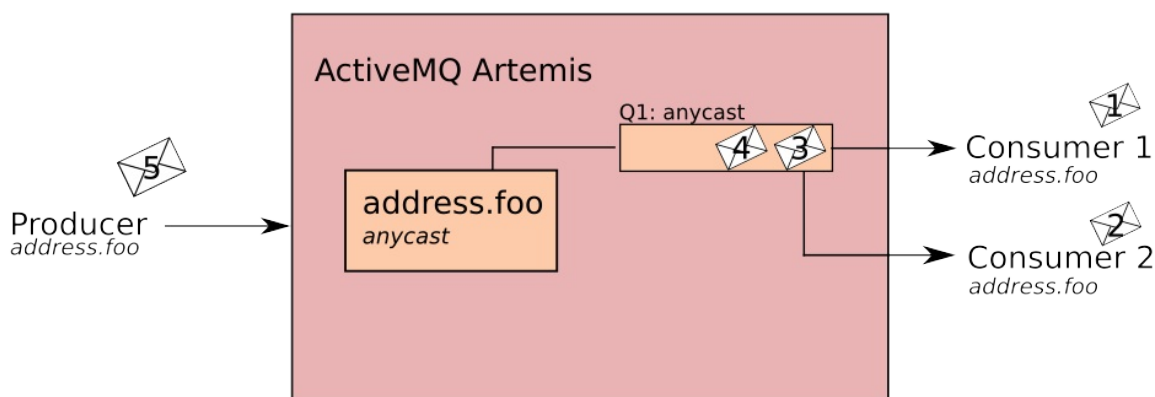 ActiveMQ Artemis
Q1: anycast
4
3
1
Consumer 1
address.foo
5
Producer
address.foo
address.foo
anycast
2
Consumer 2
address.foo